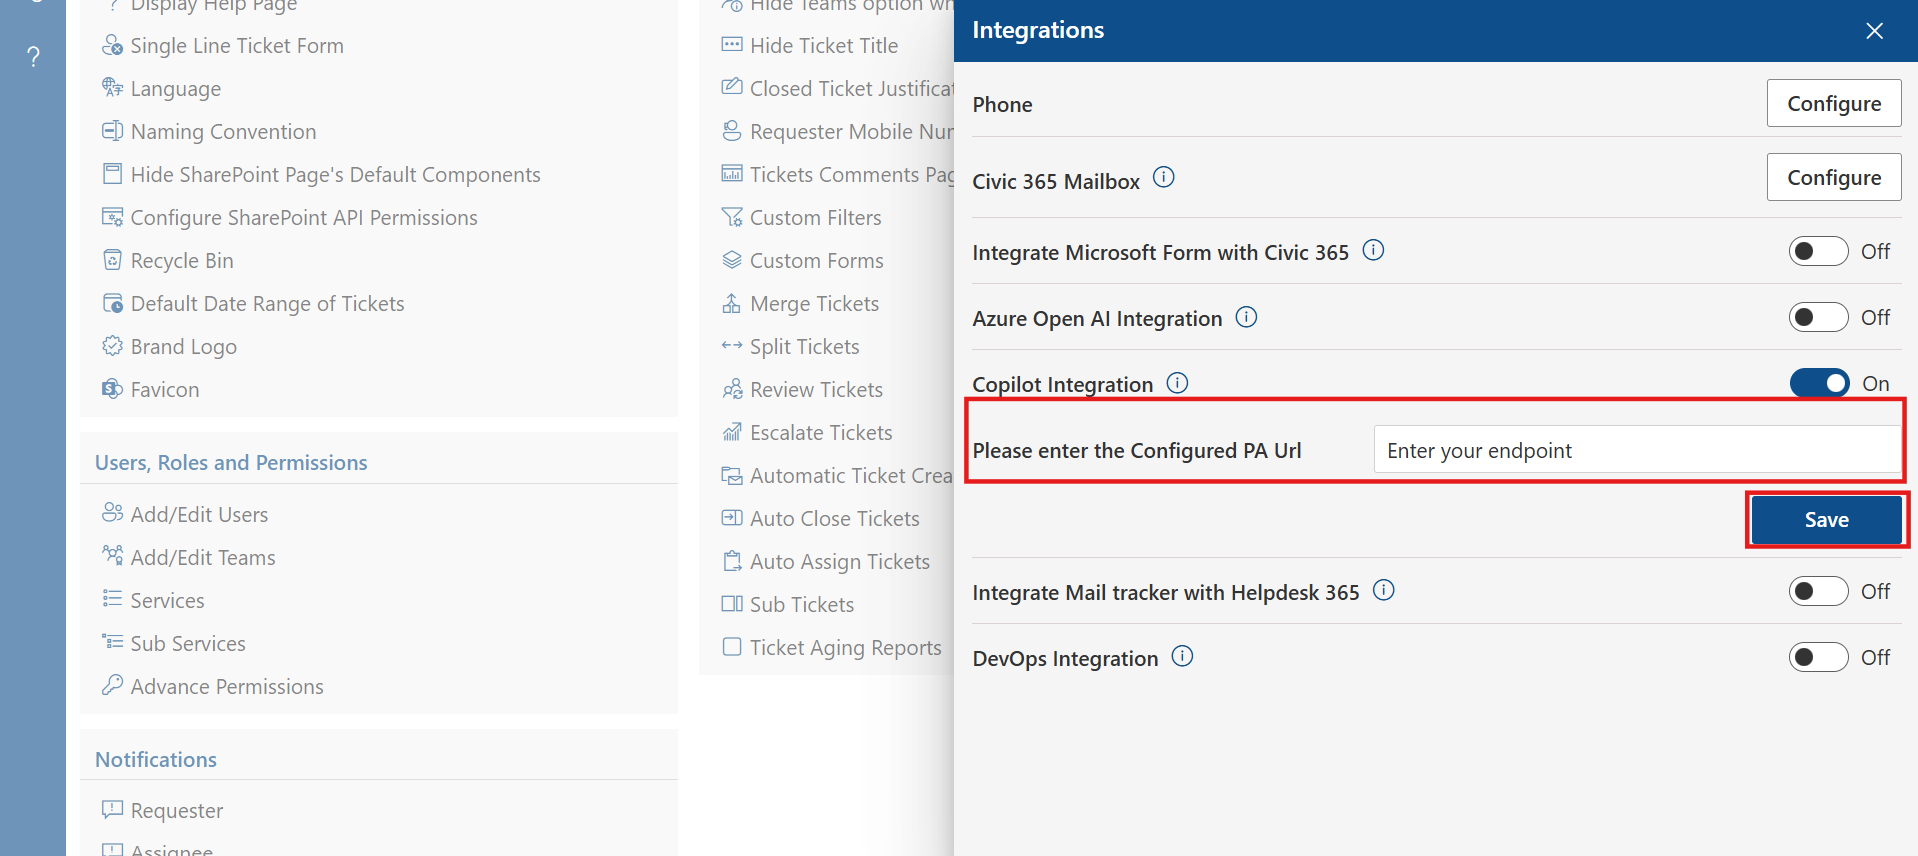 ?
Display Help Page
Single Line Ticket Form
Language
Naming Convention
Hide SharePoint Page's Default Components
Configure SharePoint API Permissions
Recycle Bin
Default Date Range of Tickets
Brand Logo
Favicon
Users, Roles and Permissions
Add/Edit Users
Add/Edit Teams
Services
Sub Services
Advance Permissions
Notifications
Requester
Assignee
Hide Teams option
Hide Ticket Title
Closed Ticket
Requester Mobile
Tickets Comments
Custom Filters
Custom Forms
Merge Tickets
Split Tickets
Review Tickets
Escalate Tickets
Automatic Ticket
Auto Close Tickets
Auto Assign Tickets
Sub Tickets
Ticket Aging Reports
Integrations
Phone Configure
Civic 365 Mailbox Configure
Integrate Microsoft Form with Civic 365 Off
Azure Open AI Integration Off
Copilot Integration On
Please enter the Configured PA Url Enter your endpoint
Save
Integrate Mail tracker with Helpdesk 365 Off
DevOps Integration Off